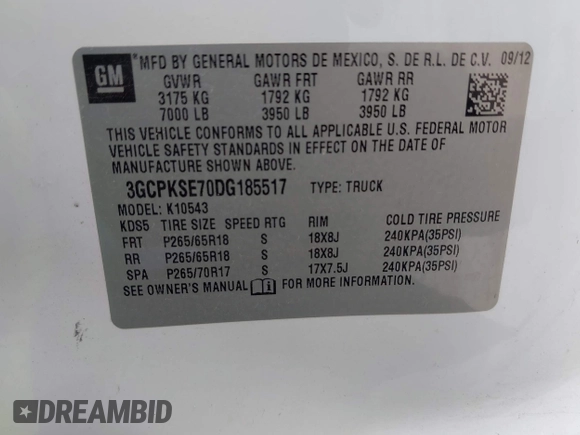 GM
*MFD BY GENERAL MOTORS DE MEXICO, S. DE R.L. DE C.V. 09/12
GVWR GAWR FRT GAWR RR
3175 KG 1792 KG 1792 KG
7000 LB 3950 LB 3950 LB
THIS VEHICLE CONFORMS TO ALL APPLICABLE U.S. FEDERAL MOTOR
VEHICLE SAFETY STANDARDS IN EFFECT ON THE DATE OF
MANUFACTURE SHOWN ABOVE.
3GCPKSE70DG185517 TYPE: TRUCK
MODEL: K10543
KDS5 TIRE SIZE SPEED RTG RIM COLD TIRE PRESSURE
FRT P265/65R18 S 18X8J 240KPA(35PSI)
RR P265/65R18 S 18X8J 240KPA(35PSI)
SPA P265/70R17 S 17X7.5J 240KPA(35PSI)
SEE OWNER'S MANUAL FOR MORE INFORMATION.
DREAMBID